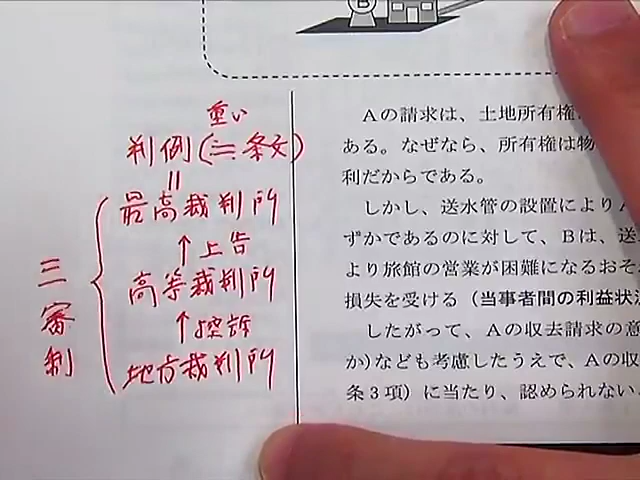 B
重い
判例(≒条文)
||
最高裁判所
↑上告
高等裁判所
↑控訴
地方裁判所
三審制
Aの請求は、土地所有権
ある。なぜなら、所有権は物
利だからである。
しかし、送水管の設置によりA
ずかであるのに対して、Bは、送
より旅館の営業が困難になるおそ
損失を受ける（当事者間の利益状
したがって、Aの収去請求の意
か)なども考慮したうえで、Aの収
条3項）に当たり、認められない